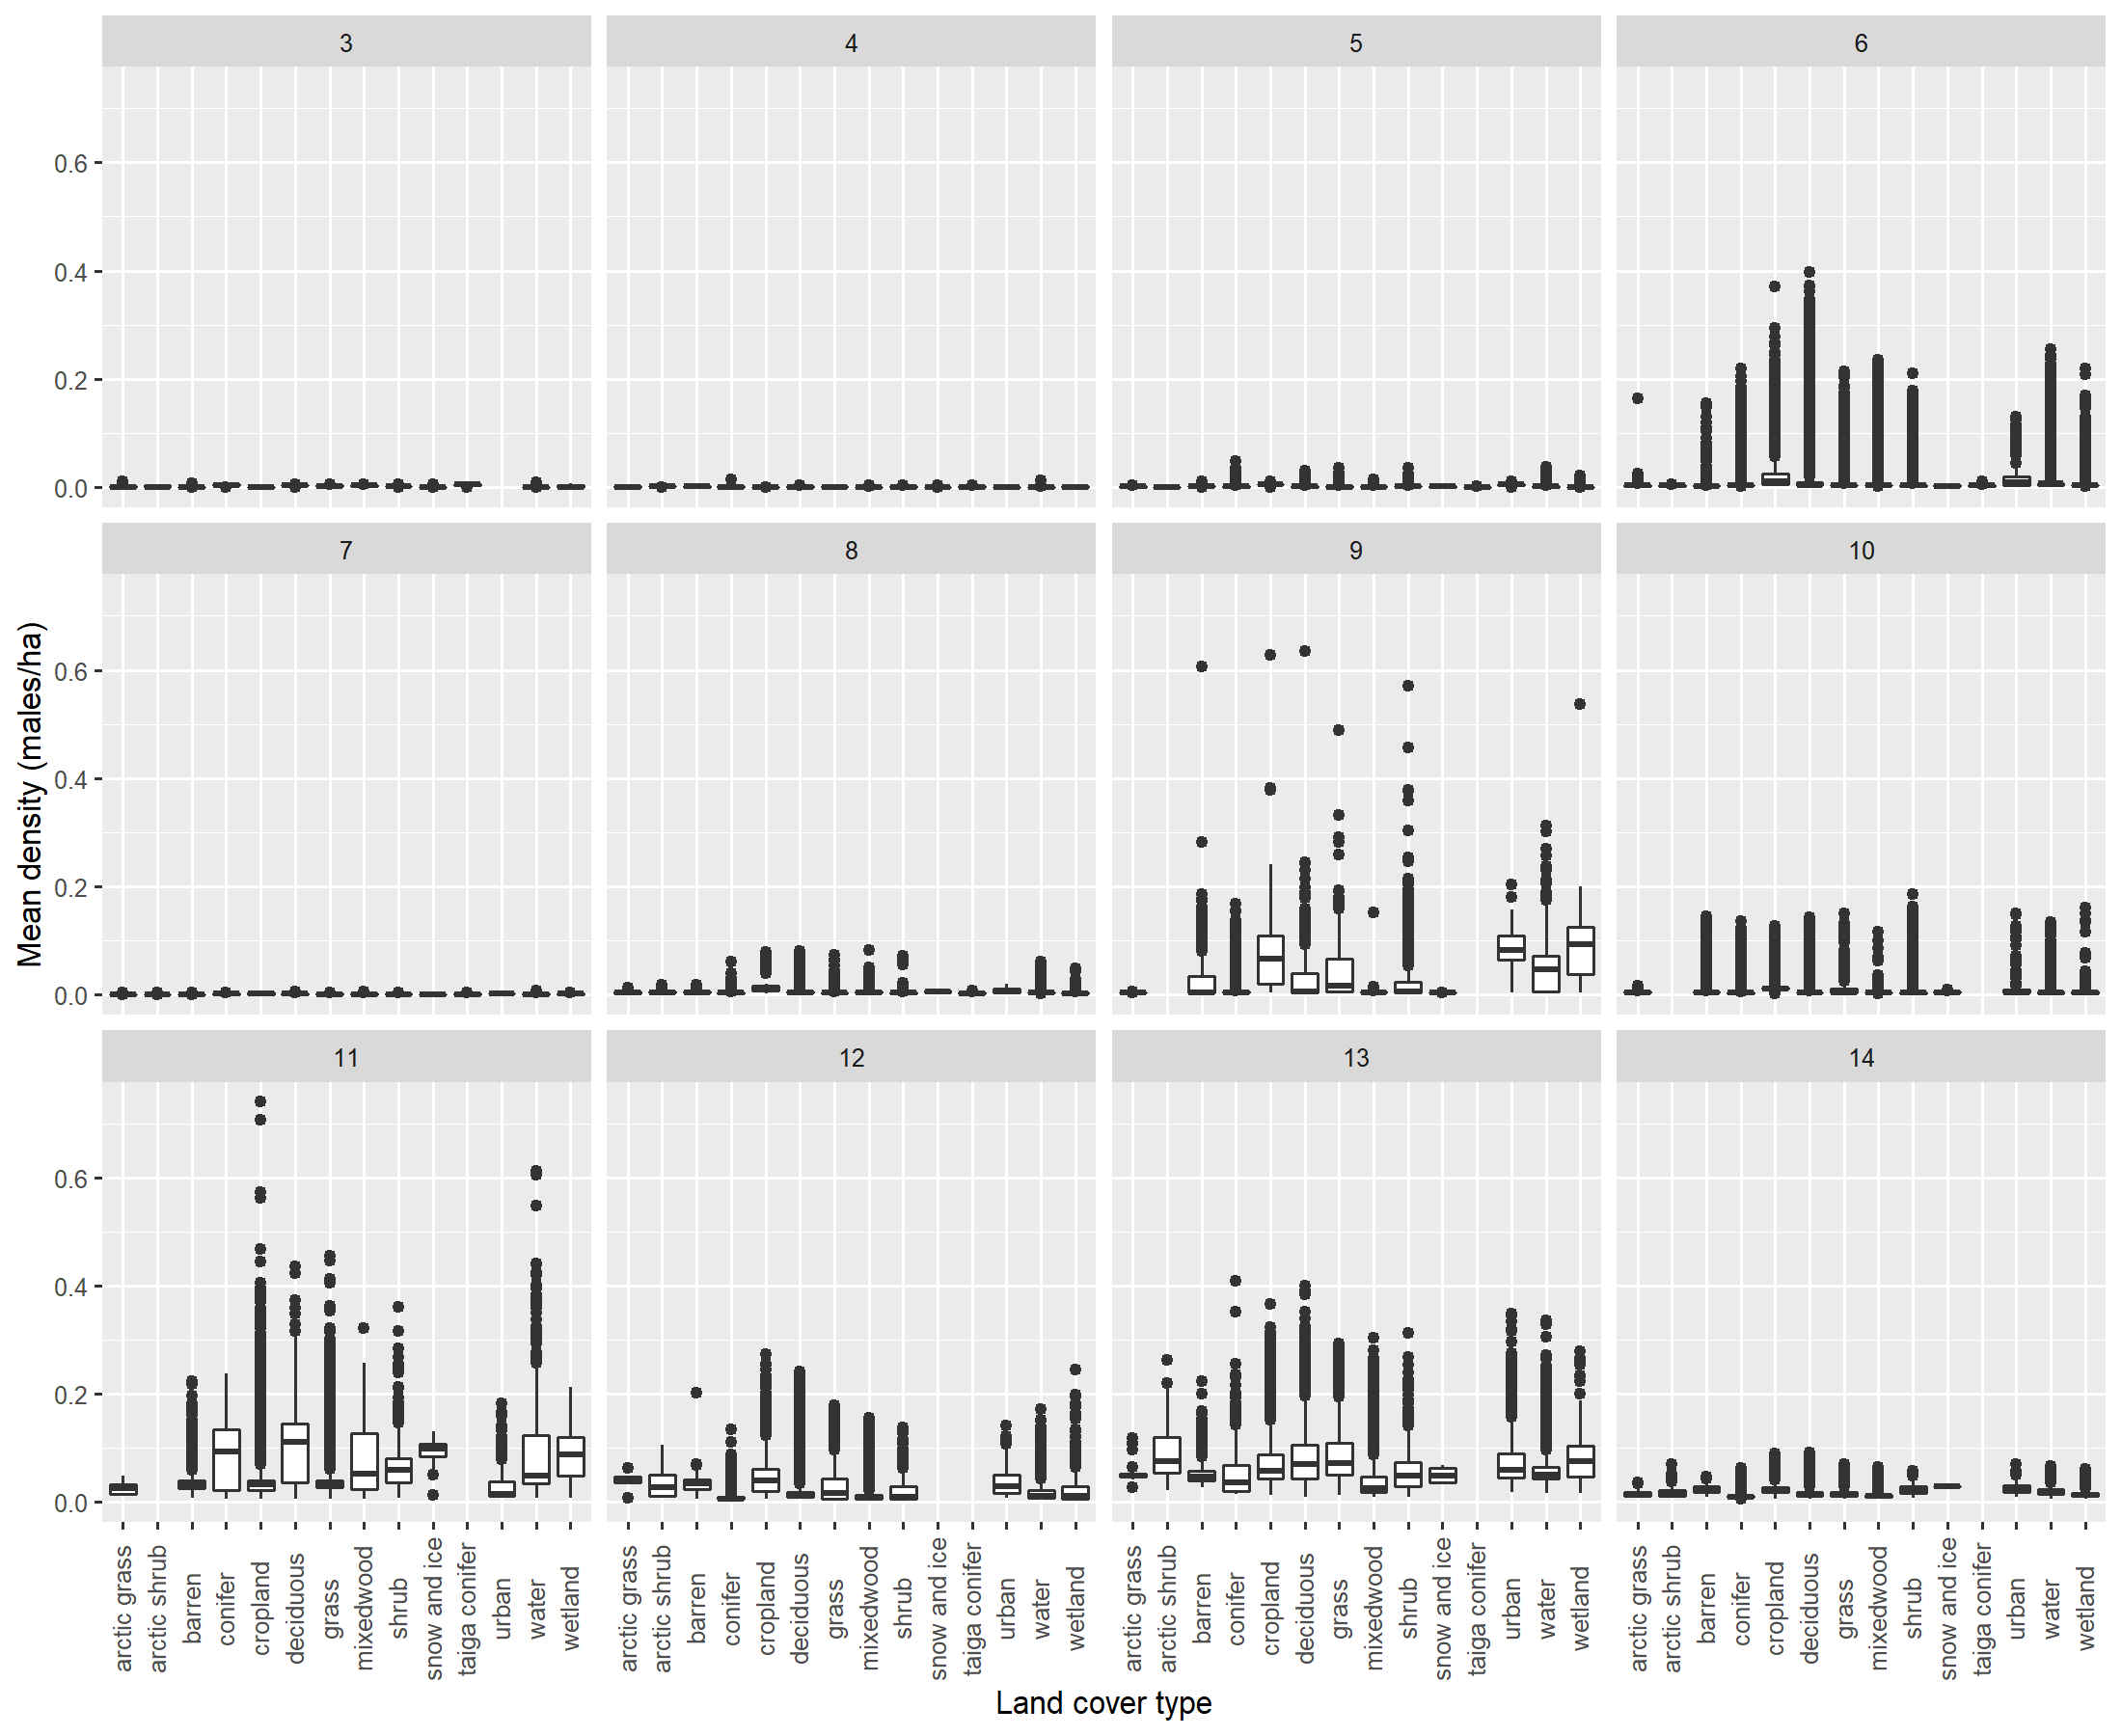 3 4 5 6
0.6
0.4
0.2
0.0
7 8 9 10
0.6
0.4
0.2
0.0
11 12 13 14
0.6
0.4
0.2
0.0
Mean density (males/ha)
arctic grass arctic shrub barren conifer cropland deciduous grass mixedwood shrub snow and ice taiga conifer urban water wetland
arctic grass arctic shrub barren conifer cropland deciduous grass mixedwood shrub snow and ice taiga conifer urban water wetland
arctic grass arctic shrub barren conifer cropland deciduous grass mixedwood shrub snow and ice taiga conifer urban water wetland
arctic grass arctic shrub barren conifer cropland deciduous grass mixedwood shrub snow and ice taiga conifer urban water wetland
Land cover type